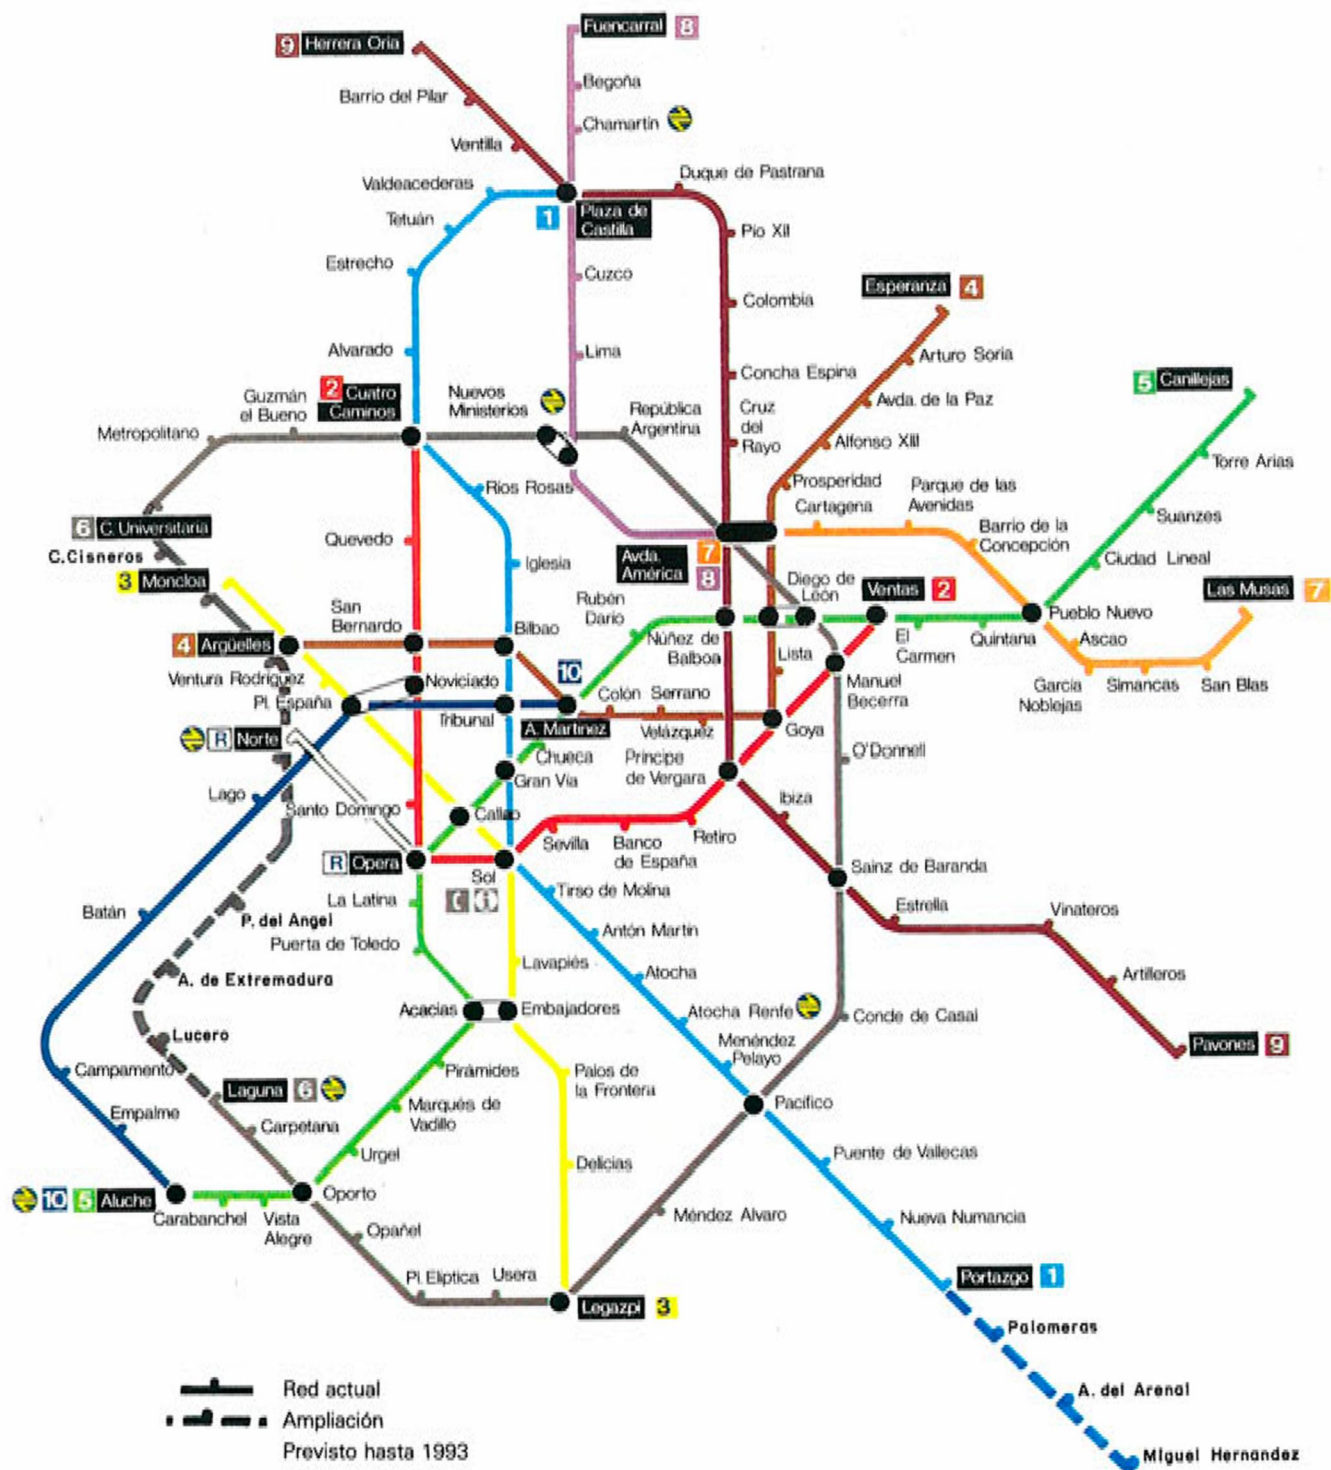 Fuencarral 8
9 Herrera Oria
Begoña
Barrio del Pilar
Chamartín
Ventilla
Duque de Pastrana
Valdeacederas
1
Plaza de
Castilla
Tetuán
Pio XII
Estrecho
Cuzco
Esperanza 4
Colombia
Alvarado
Lima
Arturo Soria
Concha Espina
5 Canillejas
Guzmán
el Bueno
2 Cuatro
Caminos
Nuevos
Ministerios
República
Argentina
Cruz
del
Rayo
Avda. de la Paz
Metropolitano
Alfonso XIII
Torre Arias
Rios Rosas
Prosperidad
Cartagena
Parque de las
Avenidas
6 C. Universitaria
Suanzes
Quevedo
Barrio de la
Concepción
C. Cisneros
Iglesia
Avda.
América
7
8
Ciudad Lineal
3 Moncloa
Diego de
León
Ventas 2
Las Musas 7
San
Bernardo
Bilbao
Rubén
Darío
Pueblo Nuevo
4 Argüelles
Núñez de
Balboa
El
Carmen
Quintana
Ascao
Lista
Ventura Rodríguez
Noviciado
10
Manuel
Becerra
García
Noblejas
Simancas
San Blas
Pl. España
Tribunal
Colón
Serrano
A. Martinez
Velázquez
Goya
R Norte
Chueca
Gran Vía
Principe
de Vergara
O'Donnell
Lago
Santo Domingo
Callao
Ibiza
R Opera
Sol
Sevilla
Banco
de España
Retiro
Sainz de Baranda
La Latina
Tirso de Molina
Batán
P. del Angel
Estrella
Vinateros
Puerta de Toledo
Antón Martín
Lavapiés
Atocha
Artilleros
A. de Extremadura
Acacias
Embajadores
Atocha Renfe
Conde de Casal
Lucero
Menéndez
Pelayo
Pavones 9
Campamento
Pirámides
Palos de
la Frontera
Laguna 6
Pacífico
Empalme
Carpetana
Marqués de
Vadillo
Urgel
Delicias
Puente de Vallecas
10 5 Aluche
Oporto
Carabanchel
Vista
Alegre
Opañel
Méndez Alvaro
Nueva Numancia
Pl. Eliptica
Usera
Portazgo 1
Legazpi 3
Palomeras
Red actual
A. del Arenal
Ampliación
Previsto hasta 1993
Miguel Hernandez